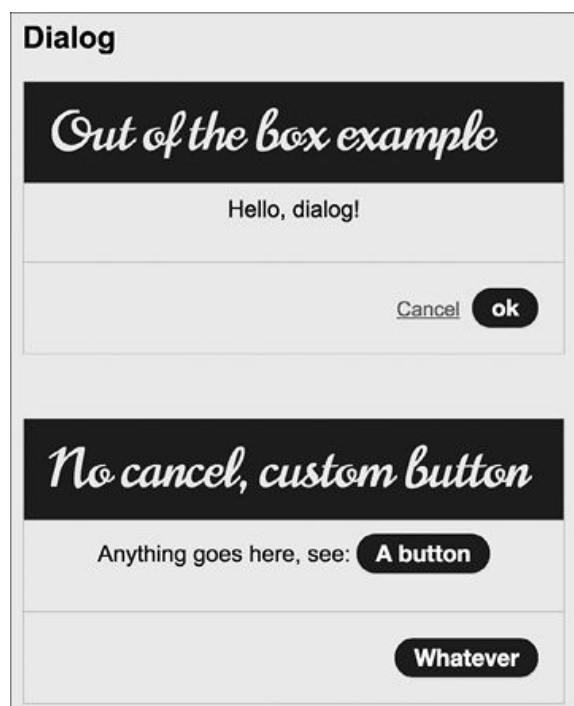 Dialog
Out of the box example
Hello, dialog!
Cancel ok
No cancel, custom button
Anything goes here, see: A button
Whatever